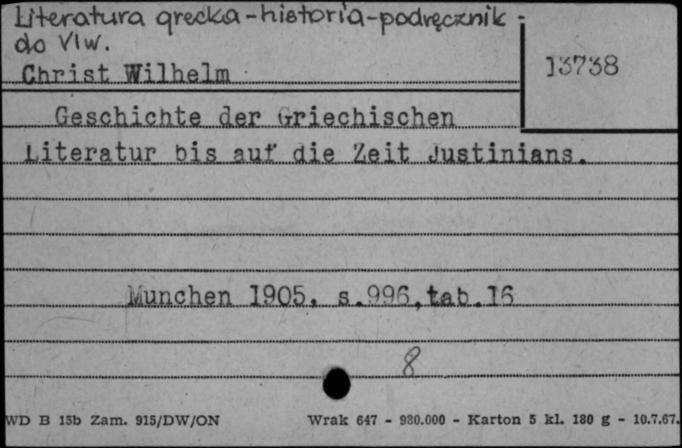 Literatura grecka-historia-podręcznik -
do VIw.
Christ Wilhelm
13738
Geschichte der Griechischen
Literatur bis auf die Zeit Justinians.
Munchen 1905. s.996,tab.16
8
WD B 15b Zam. 915/DW/ON
Wrak 647 - 980.000 - Karton 5 kl. 180 g - 10.7.67.